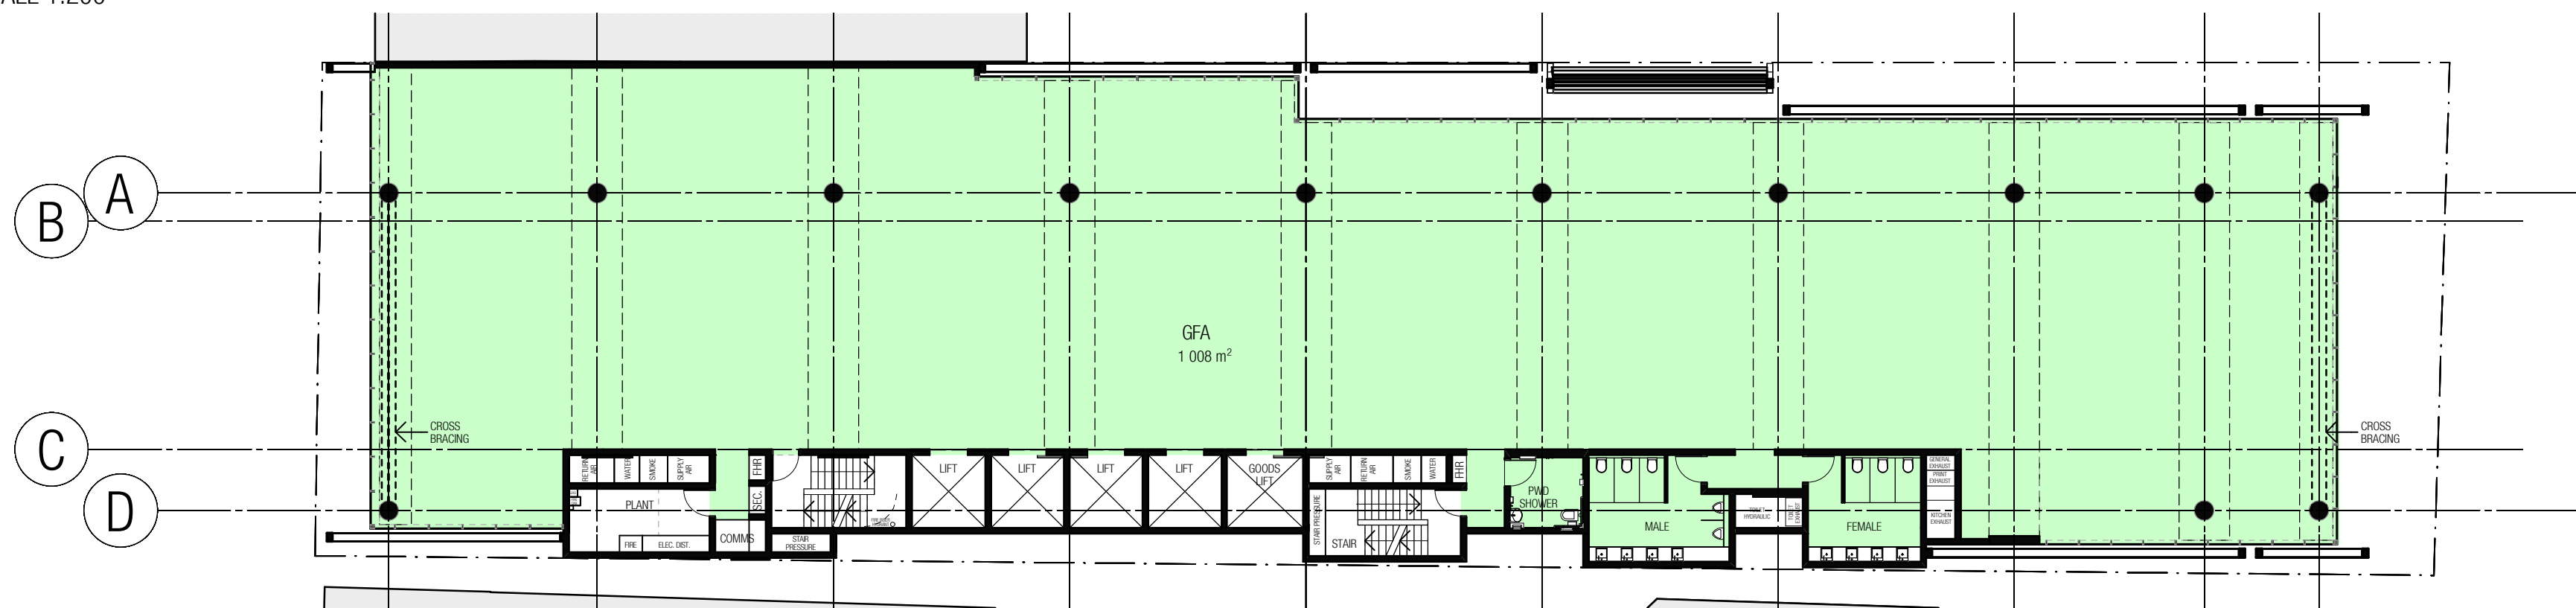 A
B
GFA
1 008 m²
CROSS
BRACING
CROSS
BRACING
C
D
RETURN
AIR
WATER
SMOKE
SUPPLY
AIR
FHR
SEC.
PLANT
FIRE
ELEC. DIST.
COMMS
STAIR
PRESSURE
LIFT
LIFT
LIFT
LIFT
GOODS
LIFT
SUPPLY
AIR
RETURN
AIR
SMOKE
WATER
FHR
STAIR PRESSURE
STAIR
PWD
SHOWER
MALE
HYDRAULIC
TOILET
EXHAUST
FEMALE
GENERAL
EXHAUST
PRINT
EXHAUST
KITCHEN
EXHAUST